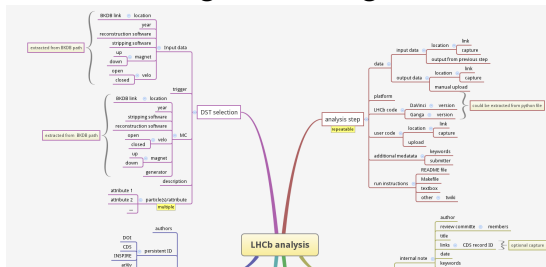 BKDB link location
year
reconstruction software
stripping software
up
down
magnet
open
closed
velo
Input data
extracted from BKDB path
trigger
BKDB link location
year
stripping software
reconstruction software
open
closed
velo
up
down
magnet
generator
MC
extracted from BKDB path
description
attribute 1
attribute 2
...
particle(s)/attribute
multiple
DST selection
authors
DOI
CDS
INSPIRE
arXiv
persistent ID
LHCb analysis
analysis step
repeatable
data
input data
location
link
capture
output from previous step
output data
location
link
capture
manual upload
platform
LHCb code
DaVinci version
Ganga version
could be extracted from python file
user code
location
link
capture
upload
additional metadata
keywords
submitter
run instructions
README file
Makefile
textbox
other twiki
internal note
author
review committe members
title
links CDS record ID
optional capture
date
keywords